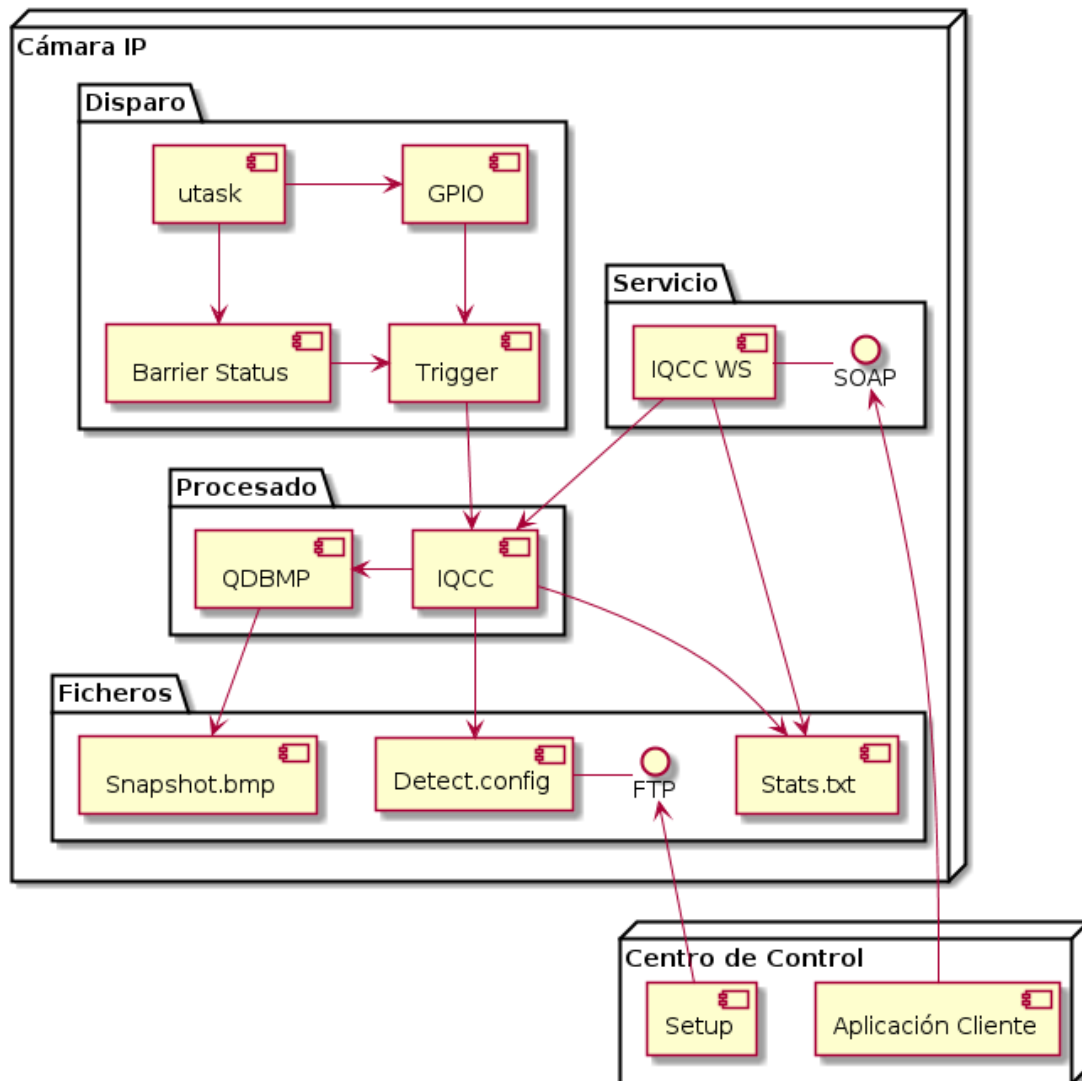 Cámara IP
Disparo
utask
GPIO
Barrier Status
Trigger
Servicio
IQCC WS
SOAP
Procesado
QDBMP
IQCC
Ficheros
Snapshot.bmp
Detect.config
FTP
Stats.txt
Centro de Control
Setup
Aplicación Cliente